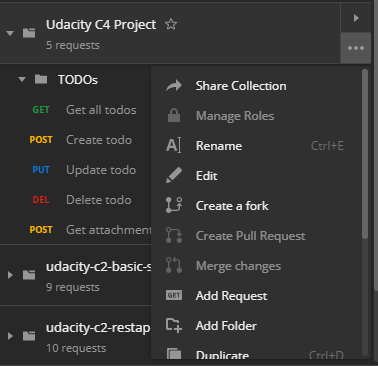 Udacity C4 Project
5 requests
TODOs
GET Get all todos
POST Create todo
PUT Update todo
DEL Delete todo
POST Get attachment
udacity-c2-basic-s
9 requests
udacity-c2-restap
10 requests
Share Collection
Manage Roles
Rename Ctrl+E
Edit
Create a fork
Create Pull Request
Merge changes
GET Add Request
Add Folder
Duplicate Ctrl+D